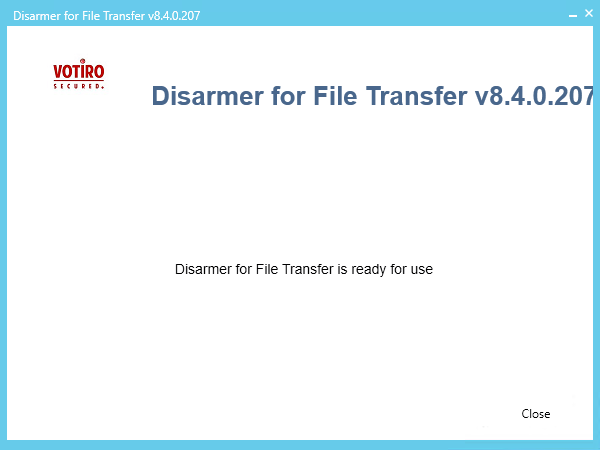 Disarmer for File Transfer v8.4.0.207
VOTIRO
SECURED.
Disarmer for File Transfer v8.4.0.207
Disarmer for File Transfer is ready for use
Close